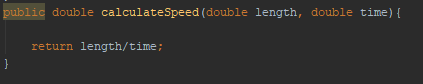 public double calculateSpeed(double length, double time){
return length/time;
}